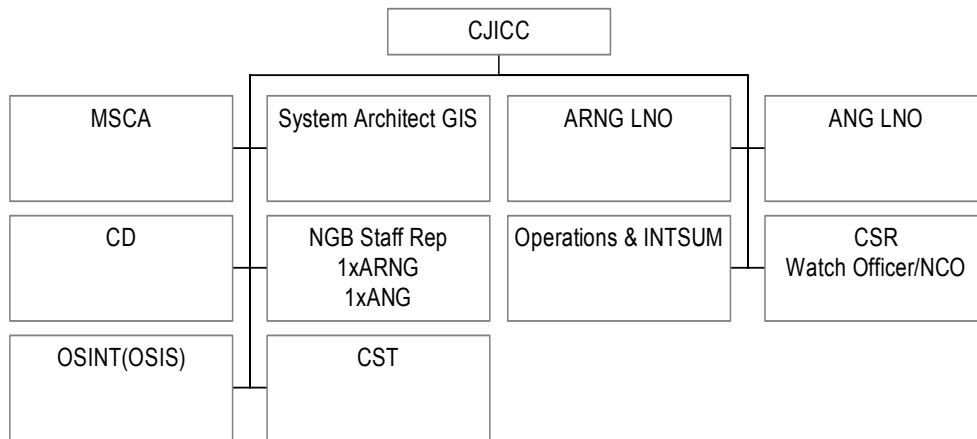 CJICC
MSCA
System Architect GIS
ARNG LNO
ANG LNO
CD
NGB Staff Rep
1xARNG
1xANG
Operations & INTSUM
CSR
Watch Officer/NCO
OSINT(OSIS)
CST